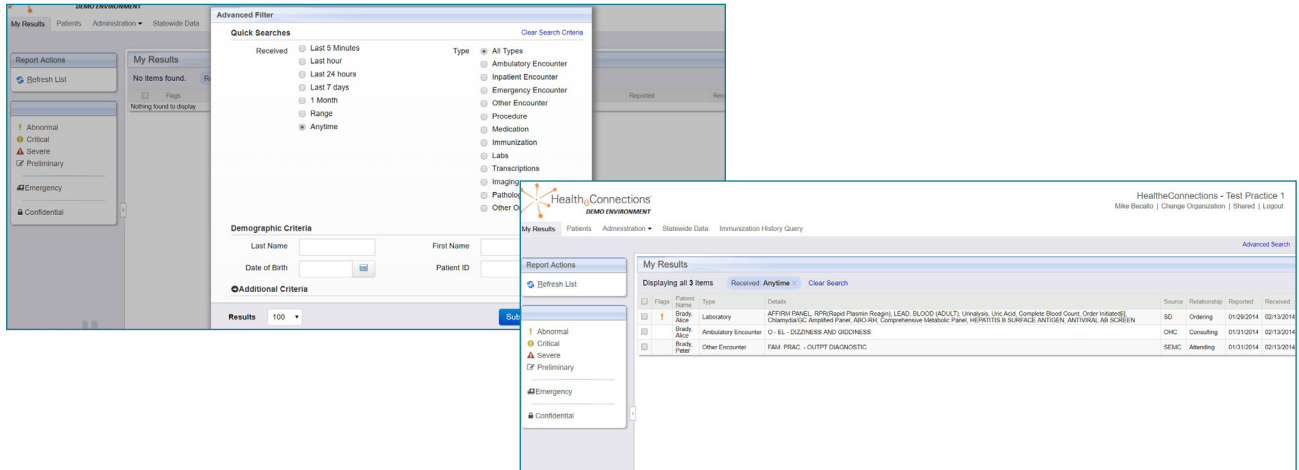 DEMO ENVIRONMENT
My Results Patients Administration Statewide Data
Report Actions
Refresh List
Abnormal
Critical
Severe
Preliminary
Emergency
Confidential
My Results
No items found.
Flags Reported
Nothing found to display.
Advanced Filter
Quick Searches Clear Search Criteria
Received Last 5 Minutes
Last hour
Last 24 hours
Last 7 days
1 Month
Range
Anytime
Type All Types
Ambulatory Encounter
Inpatient Encounter
Emergency Encounter
Other Encounter
Procedure
Medication
Immunization
Labs
Transcriptions
Imaging
Demographic Criteria
Last Name First Name
Date of Birth Patient ID
Additional Criteria
Results 100
HealtheConnections
DEMO ENVIRONMENT
HealtheConnections - Test Practice 1
Mike Becallo | Change Organization | Shared | Logout
My Results Patients Administration Statewide Data Immunization History Query
Advanced Search
Report Actions
Refresh List
Abnormal
Critical
Severe
Preliminary
Emergency
Confidential
My Results
Displaying all 3 items Received: Anytime Clear Search
Flags Patient Name Type Details Source Relationship Reported Received
Brady, Alice Laboratory AFFIRM PANEL, RPR(Rapid Plasmin Reagin), LEAD, BLOOD (ADULT), Urinalysis, Uric Acid, Complete Blood Count, Order Initiated[i], SD Ordering 01/29/2014 02/13/2014
Chlamydia/GC Amplified Panel, ABO-RH, Comprehensive Metabolic Panel, HEPATITIS B SURFACE ANTIGEN, ANTIVIRAL AB SCREEN
Brady, Alice Ambulatory Encounter O - EL - DIZZINESS AND GIDDINESS OHC Consulting 01/31/2014 02/13/2014
Brady, Peter Other Encounter FAM. PRAC. - OUTPT DIAGNOSTIC SEMC Attending 01/31/2014 02/13/2014